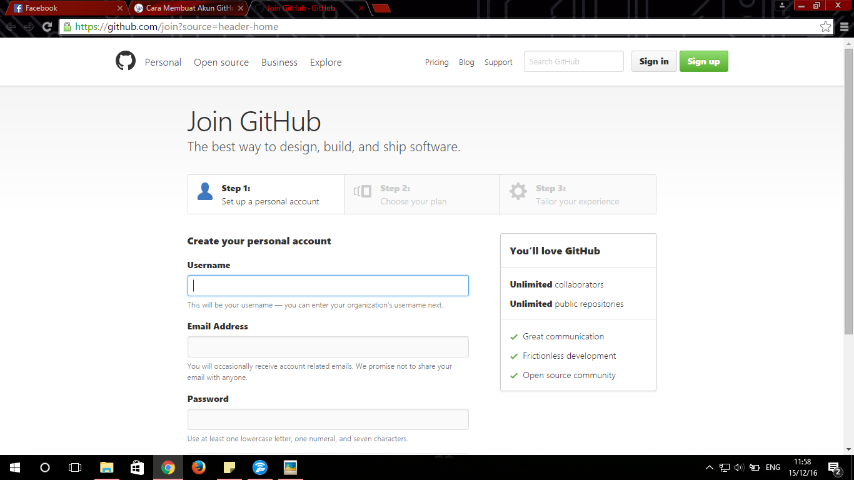 Facebook
Cara Membuat Akun GitH
Join GitHub · GitHub
https://github.com/join?source=header-home
Personal Open source Business Explore Pricing Blog Support Search GitHub Sign in Sign up
Join GitHub
The best way to design, build, and ship software.
Step 1:
Set up a personal account
Step 2:
Choose your plan
Step 3:
Tailor your experience
Create your personal account
Username
This will be your username — you can enter your organization's username next.
Email Address
You will occasionally receive account related emails. We promise not to share your
email with anyone.
Password
Use at least one lowercase letter, one numeral, and seven characters.
You'll love GitHub
Unlimited collaborators
Unlimited public repositories
Great communication
Frictionless development
Open source community
ENG
11:58
15/12/16
2